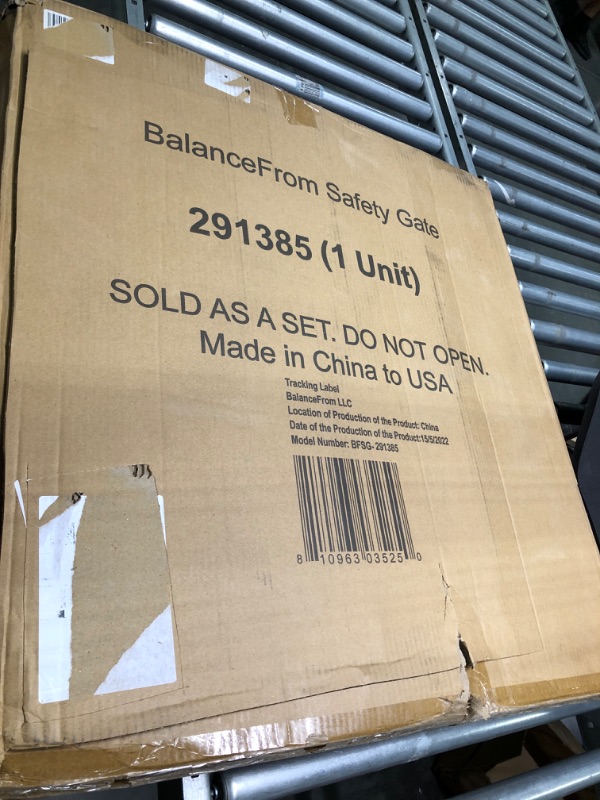 BalanceFrom Safety Gate
291385 (1 Unit)
SOLD AS A SET. DO NOT OPEN.
Made in China to USA
Tracking Label
BalanceFrom LLC
Location of Production of the Product: China
Date of the Production of the Product:15/5/2022
Model Number: BFSG-291385
8 10963 03525 0